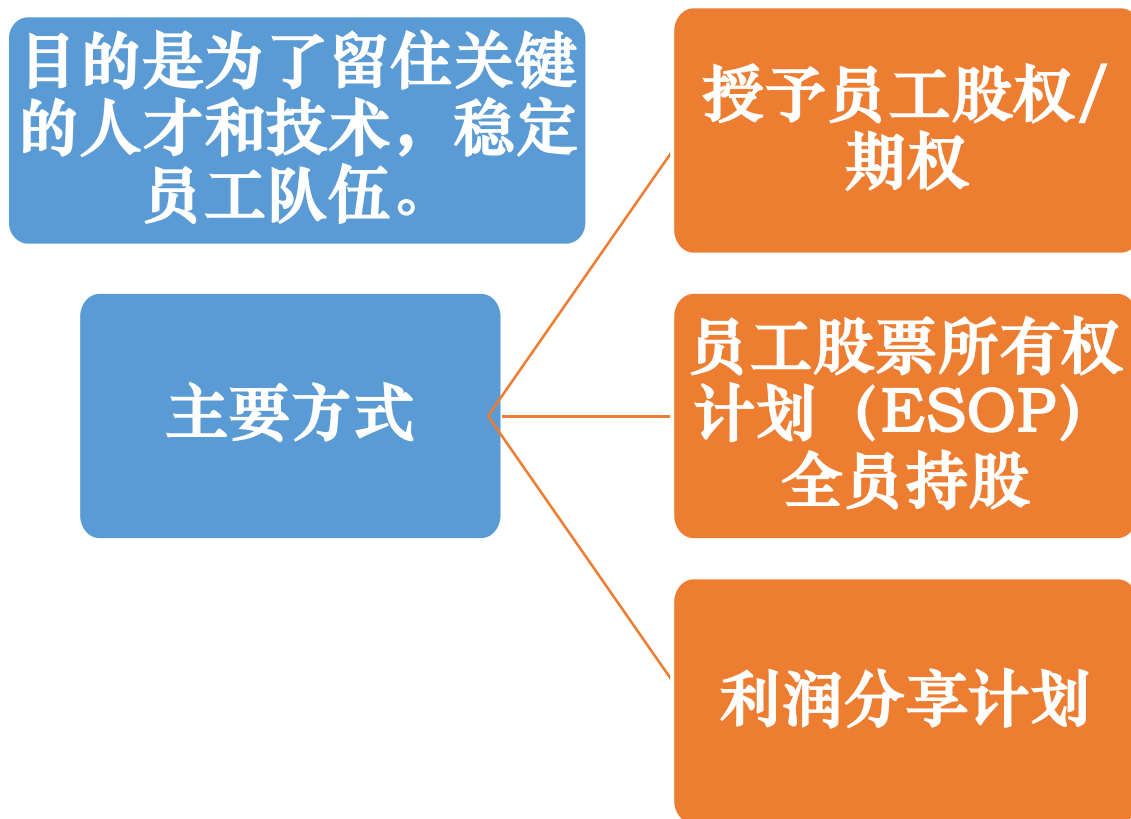 目的是为了留住关键
的人才和技术，稳定
员工队伍。
主要方式
授予员工股权/
期权
员工股票所有权
计划（ESOP）
全员持股
利润分享计划